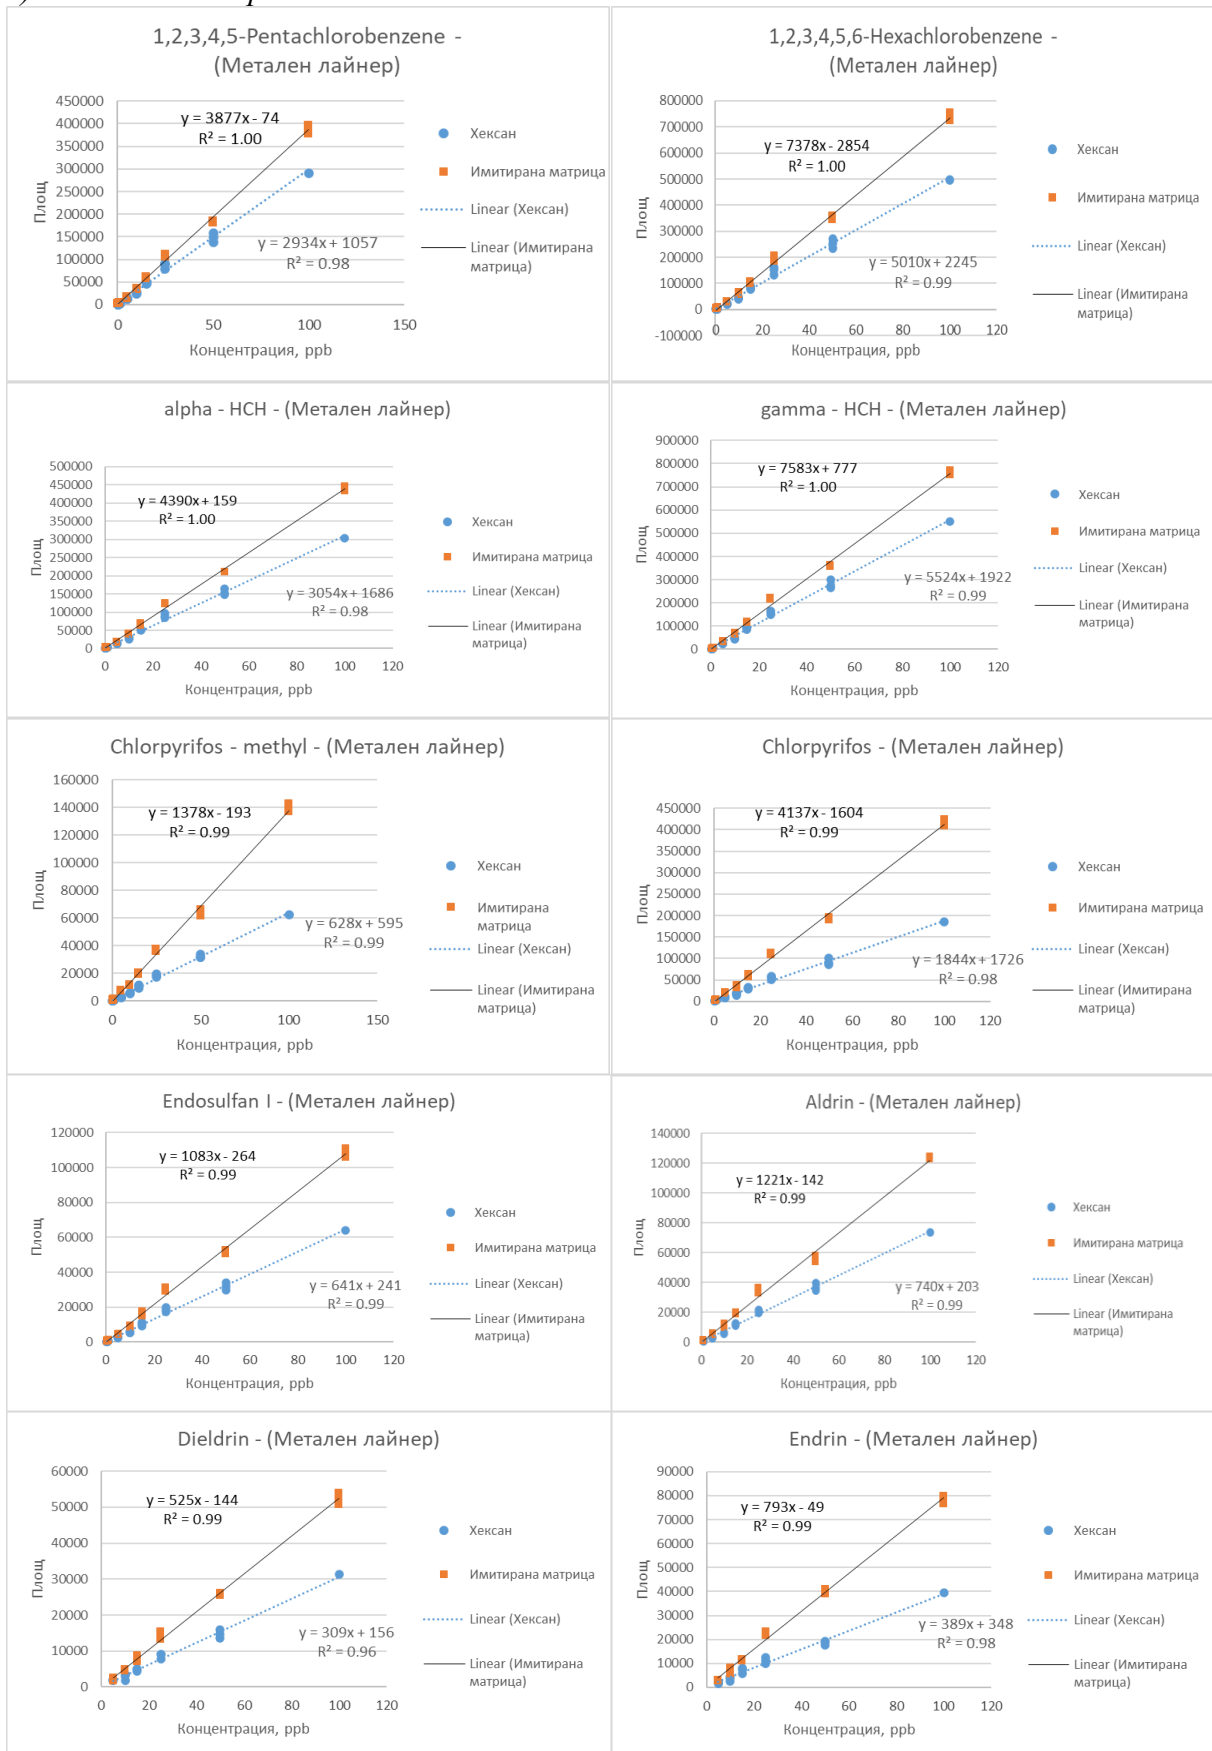 1,2,3,4,5-Pentachlorobenzene -
(Метален лайнер)
450000
400000
350000
300000
250000
200000
150000
100000
50000
0
Площ
y = 3877x - 74
R² = 1.00
y = 2934x + 1057
R² = 0.98
0 50 100 150
Концентрация, ppb
Хексан
Имитирана матрица
Linear (Хексан)
Linear (Имитирана
матрица)
1,2,3,4,5,6-Hexachlorobenzene -
(Метален лайнер)
800000
700000
600000
500000
400000
300000
200000
100000
0
-100000
Площ
y = 7378x - 2854
R² = 1.00
y = 5010x + 2245
R² = 0.99
0 20 40 60 80 100 120
Концентрация, ppb
Хексан
Имитирана матрица
Linear (Хексан)
Linear (Имитирана
матрица)
alpha - HCH - (Метален лайнер)
500000
450000
400000
350000
300000
250000
200000
150000
100000
50000
0
Площ
y = 4390x + 159
R² = 1.00
y = 3054x + 1686
R² = 0.98
0 20 40 60 80 100 120
Концентрация, ppb
Хексан
Имитирана матрица
Linear (Хексан)
Linear (Имитирана
матрица)
gamma - HCH - (Метален лайнер)
900000
800000
700000
600000
500000
400000
300000
200000
100000
0
Площ
y = 7583x + 777
R² = 1.00
y = 5524x + 1922
R² = 0.99
0 20 40 60 80 100 120
Концентрация, ppb
Хексан
Имитирана матрица
Linear (Хексан)
Linear (Имитирана
матрица)
Chlorpyrifos - methyl - (Метален лайнер)
160000
140000
120000
100000
80000
60000
40000
20000
0
Площ
y = 1378x - 193
R² = 0.99
y = 628x + 595
R² = 0.99
0 50 100 150
Концентрация, ppb
Хексан
Имитирана
матрица
Linear (Хексан)
Linear (Имитирана
матрица)
Chlorpyrifos - (Метален лайнер)
450000
400000
350000
300000
250000
200000
150000
100000
50000
0
Площ
y = 4137x - 1604
R² = 0.99
y = 1844x + 1726
R² = 0.98
0 20 40 60 80 100 120
Концентрация, ppb
Хексан
Имитирана матрица
Linear (Хексан)
Linear (Имитирана
матрица)
Endosulfan I - (Метален лайнер)
120000
100000
80000
60000
40000
20000
0
Площ
y = 1083x - 264
R² = 0.99
y = 641x + 241
R² = 0.99
0 20 40 60 80 100 120
Концентрация, ppb
Хексан
Имитирана матрица
Linear (Хексан)
Linear (Имитирана
матрица)
Aldrin - (Метален лайнер)
140000
120000
100000
80000
60000
40000
20000
0
Площ
y = 1221x - 142
R² = 0.99
y = 740x + 203
R² = 0.99
0 20 40 60 80 100 120
Концентрация, ppb
Хексан
Имитирана матрица
Linear (Хексан)
Linear (Имитирана
матрица)
Dieldrin - (Метален лайнер)
60000
50000
40000
30000
20000
10000
0
Площ
y = 525x - 144
R² = 0.99
y = 309x + 156
R² = 0.96
0 20 40 60 80 100 120
Концентрация, ppb
Хексан
Имитирана матрица
Linear (Хексан)
Linear (Имитирана
матрица)
Endrin - (Метален лайнер)
90000
80000
70000
60000
50000
40000
30000
20000
10000
0
Площ
y = 793x - 49
R² = 0.99
y = 389x + 348
R² = 0.98
0 20 40 60 80 100 120
Концентрация, ppb
Хексан
Имитирана матрица
Linear (Хексан)
Linear (Имитирана
матрица)